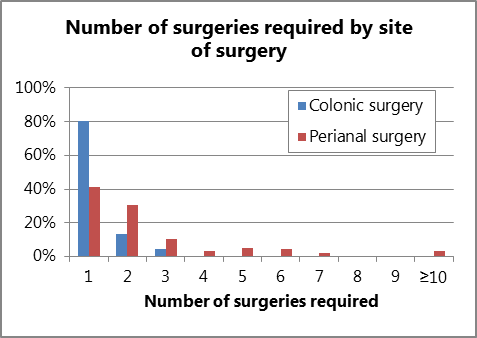 Number of surgeries required by site
of surgery
100%
80%
60%
40%
20%
0%
Colonic surgery
Perianal surgery
1 2 3 4 5 6 7 8 9 ≥10
Number of surgeries required